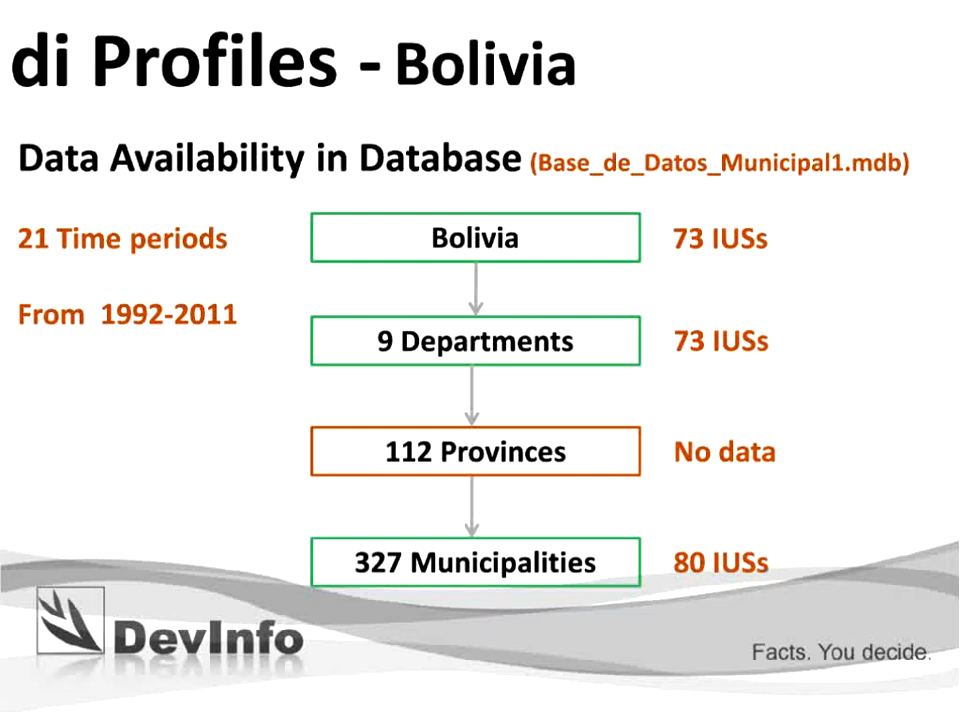 di Profiles - Bolivia
Data Availability in Database (Base_de_Datos_Municipal1.mdb)
21 Time periods
Bolivia
73 IUSs
From 1992-2011
9 Departments
73 IUSs
112 Provinces
No data
327 Municipalities
80 IUSs
DevInfo
Facts. You decide.